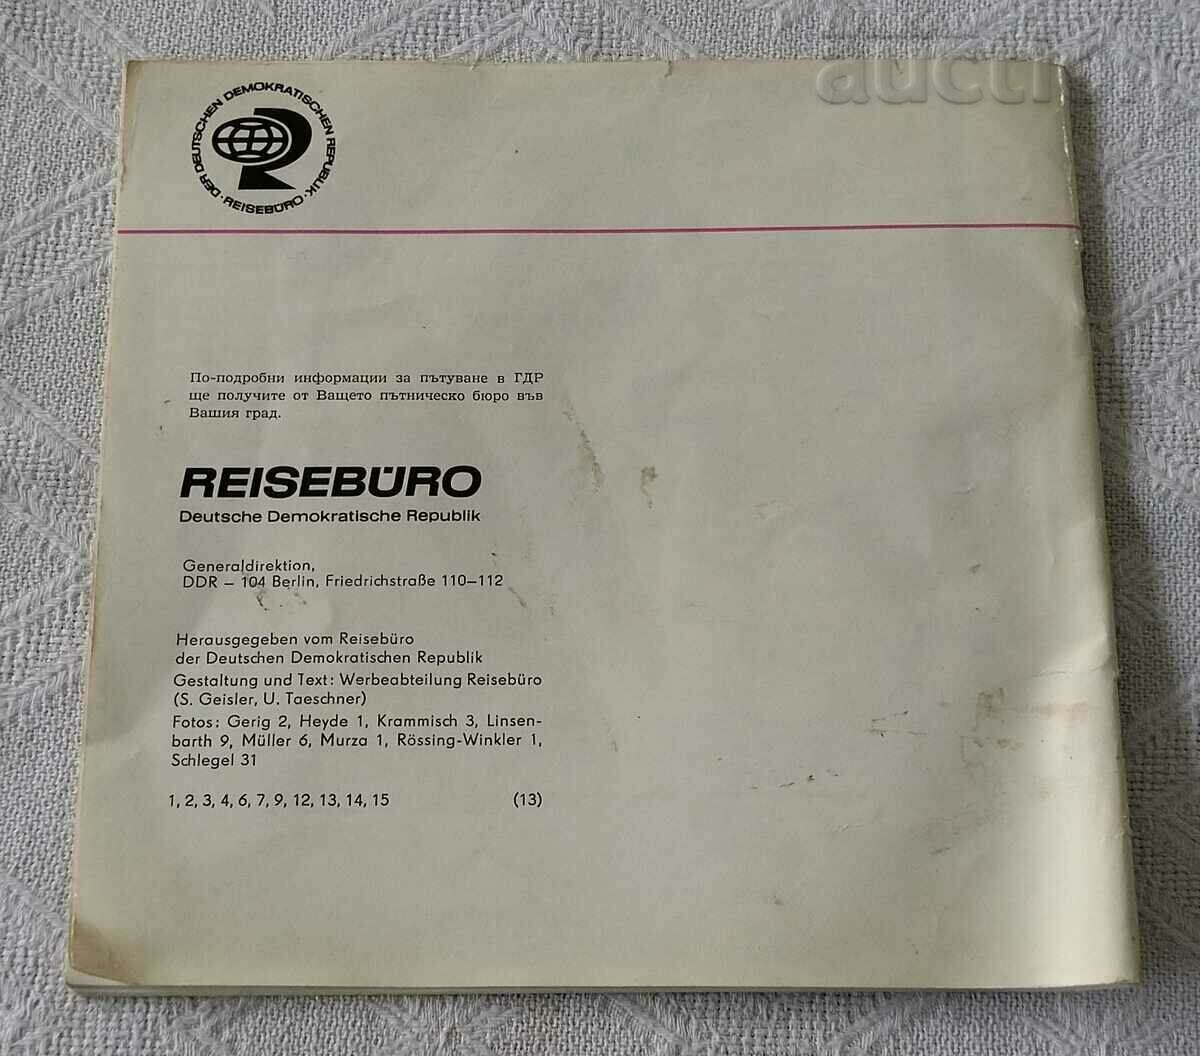 DER DEUTSCHEN DEMOKRATISCHEN REPUBLIK · REISEBÜRO ·
aucti
По-подробни информации за пътуване в ГДР
ще получите от Ващето пътническо бюро във
Вашия град.
REISEBÜRO
Deutsche Demokratische Republik
Generaldirektion,
DDR – 104 Berlin, Friedrichstraße 110–112
Herausgegeben vom Reisebüro
der Deutschen Demokratischen Republik
Gestaltung und Text: Werbeabteilung Reisebüro
(S. Geisler, U. Taeschner)
Fotos: Gerig 2, Heyde 1, Krammisch 3, Linsen-
barth 9, Müller 6, Murza 1, Rössing-Winkler 1,
Schlegel 31
1, 2, 3, 4, 6, 7, 9, 12, 13, 14, 15 (13)